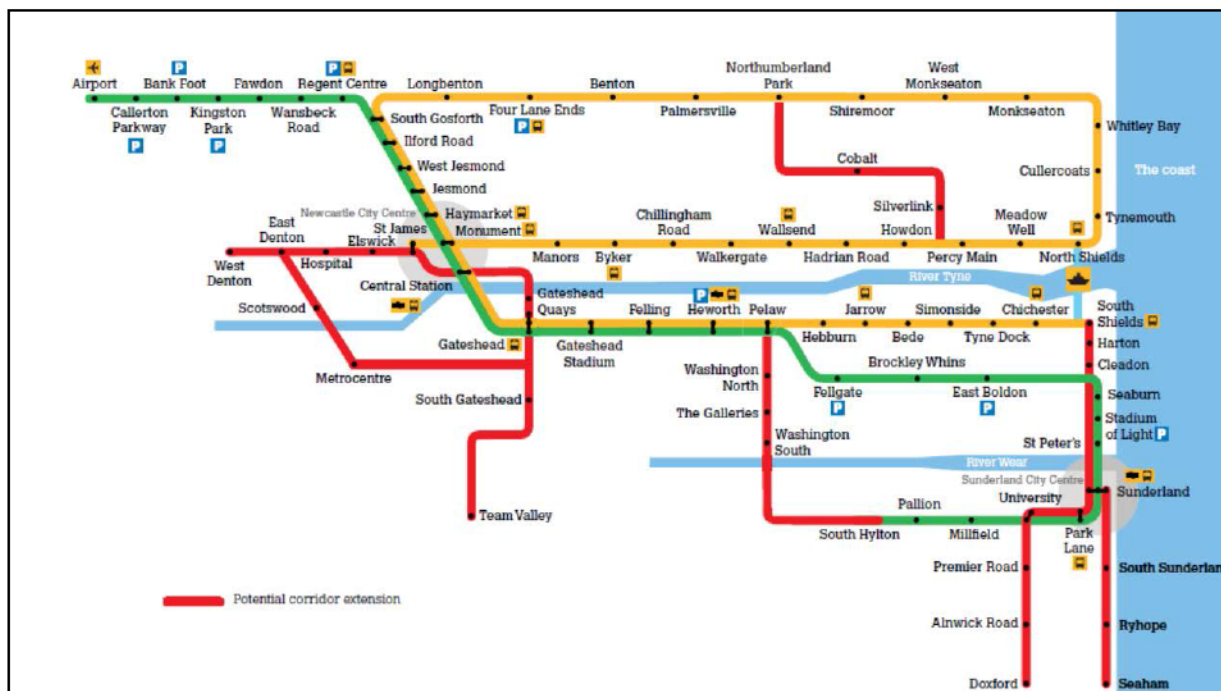 Airport
Callerton
Parkway
P
P
Bank Foot
Kingston
Park
P
Fawdon
Wansbeck
Road
P
Regent Centre
Longbenton
South Gosforth
Four Lane Ends
P
Benton
Palmersville
Northumberland
Park
Shiremoor
West
Monkseaton
Monkseaton
Whitley Bay
Cullercoats
The coast
Tynemouth
Ilford Road
West Jesmond
Jesmond
Newcastle City Centre
Haymarket
Monument
St James
Cobalt
Silverlink
Manors
Byker
Chillingham
Road
Walkergate
Wallsend
Hadrian Road
Howdon
Percy Main
Meadow
Well
North Shields
East
Denton
West
Denton
Hospital
Elswick
Central Station
Scotswood
Metrocentre
River Tyne
Gateshead
Quays
Gateshead
Gateshead
Stadium
Felling
P
Heworth
Pelaw
Hebburn
Jarrow
Bede
Simonside
Tyne Dock
Chichester
South
Shields
Harton
Cleadon
South Gateshead
Team Valley
Washington
North
The Galleries
Washington
South
Fellgate
P
Brockley Whins
East Boldon
P
Seaburn
Stadium
of Light P
St Peter's
River Wear
Sunderland City Centre
Sunderland
University
Park
Lane
Pallion
Millfield
South Hylton
Premier Road
Alnwick Road
Doxford
South Sunderlan
Ryhope
Seaham
Potential corridor extension